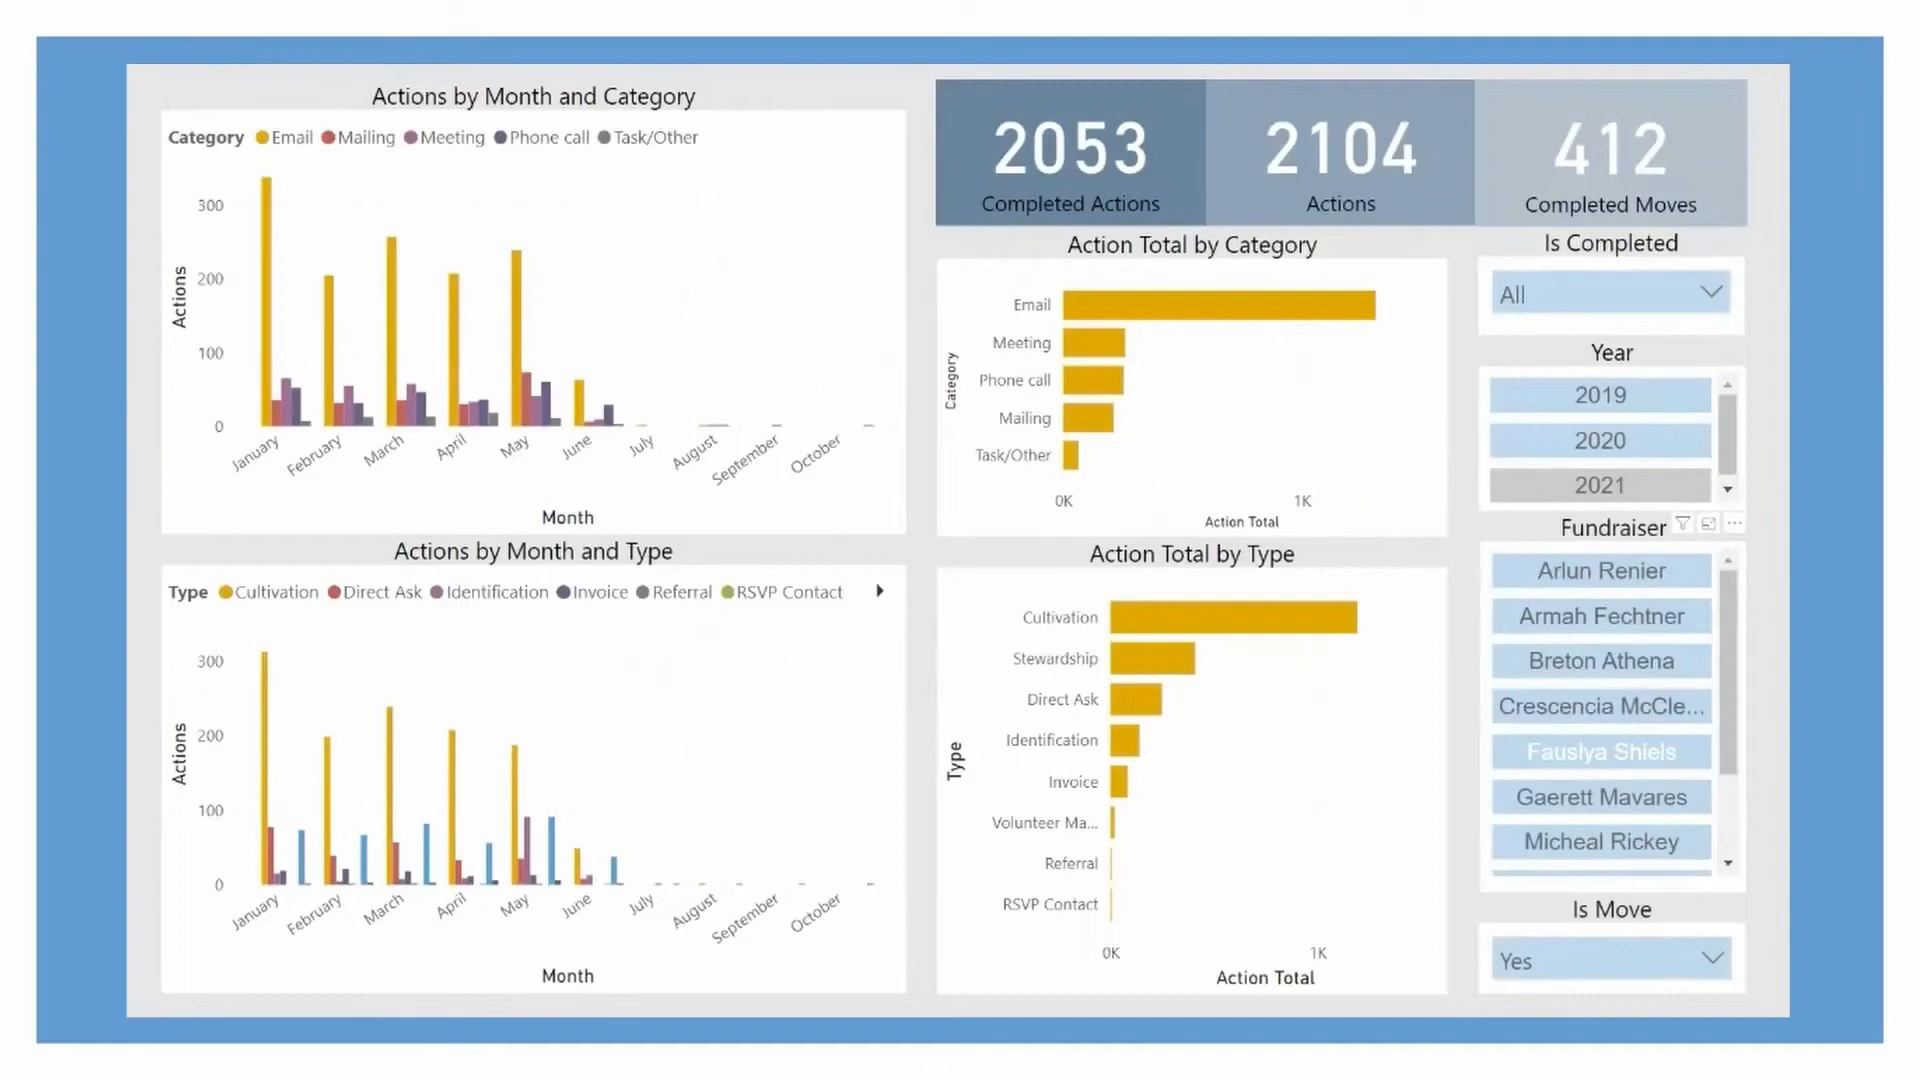 Actions by Month and Category
Category Email Mailing Meeting Phone call Task/Other
300
200
100
0
Actions
January February March April May June July August September October
Month
Actions by Month and Type
Type Cultivation Direct Ask Identification Invoice Referral RSVP Contact
300
200
100
0
Actions
January February March April May June July August September October
Month
2053
Completed Actions
2104
Actions
412
Completed Moves
Action Total by Category
Category
Email
Meeting
Phone call
Mailing
Task/Other
0K 1K
Action Total
Action Total by Type
Type
Cultivation
Stewardship
Direct Ask
Identification
Invoice
Volunteer Ma...
Referral
RSVP Contact
0K 1K
Action Total
Is Completed
All
Year
2019
2020
2021
Fundraiser
Arlun Renier
Armah Fechtner
Breton Athena
Crescencia McCle...
Fauslya Shiels
Gaerett Mavares
Micheal Rickey
Is Move
Yes